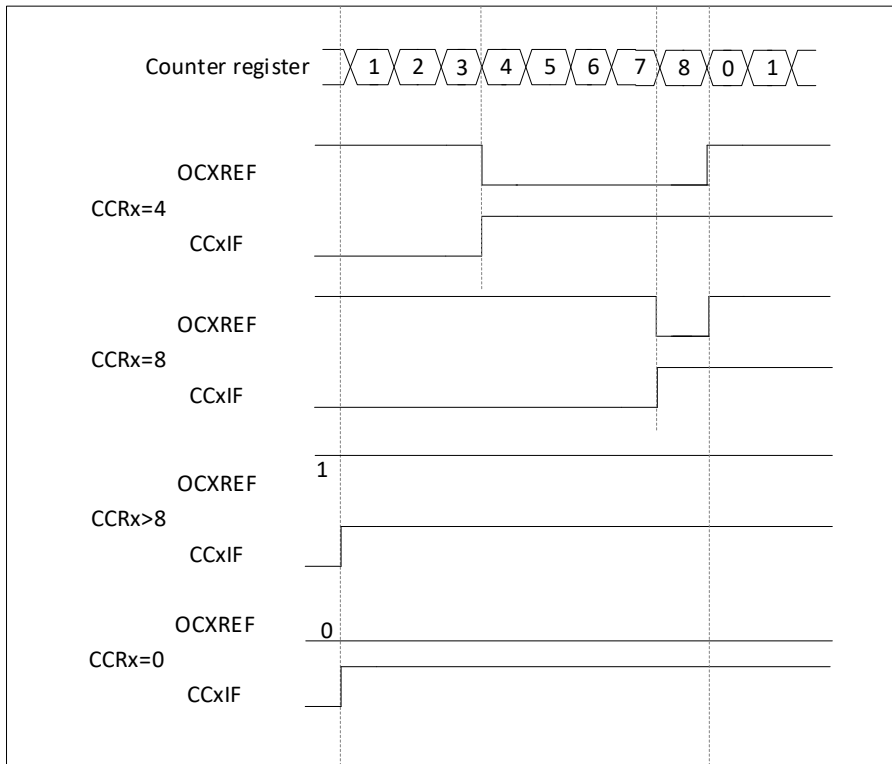 Counter register 1 2 3 4 5 6 7 8 0 1
OCXREF
CCRx=4
CCxIF
OCXREF
CCRx=8
CCxIF
1
OCXREF
CCRx>8
CCxIF
OCXREF 0
CCRx=0
CCxIF